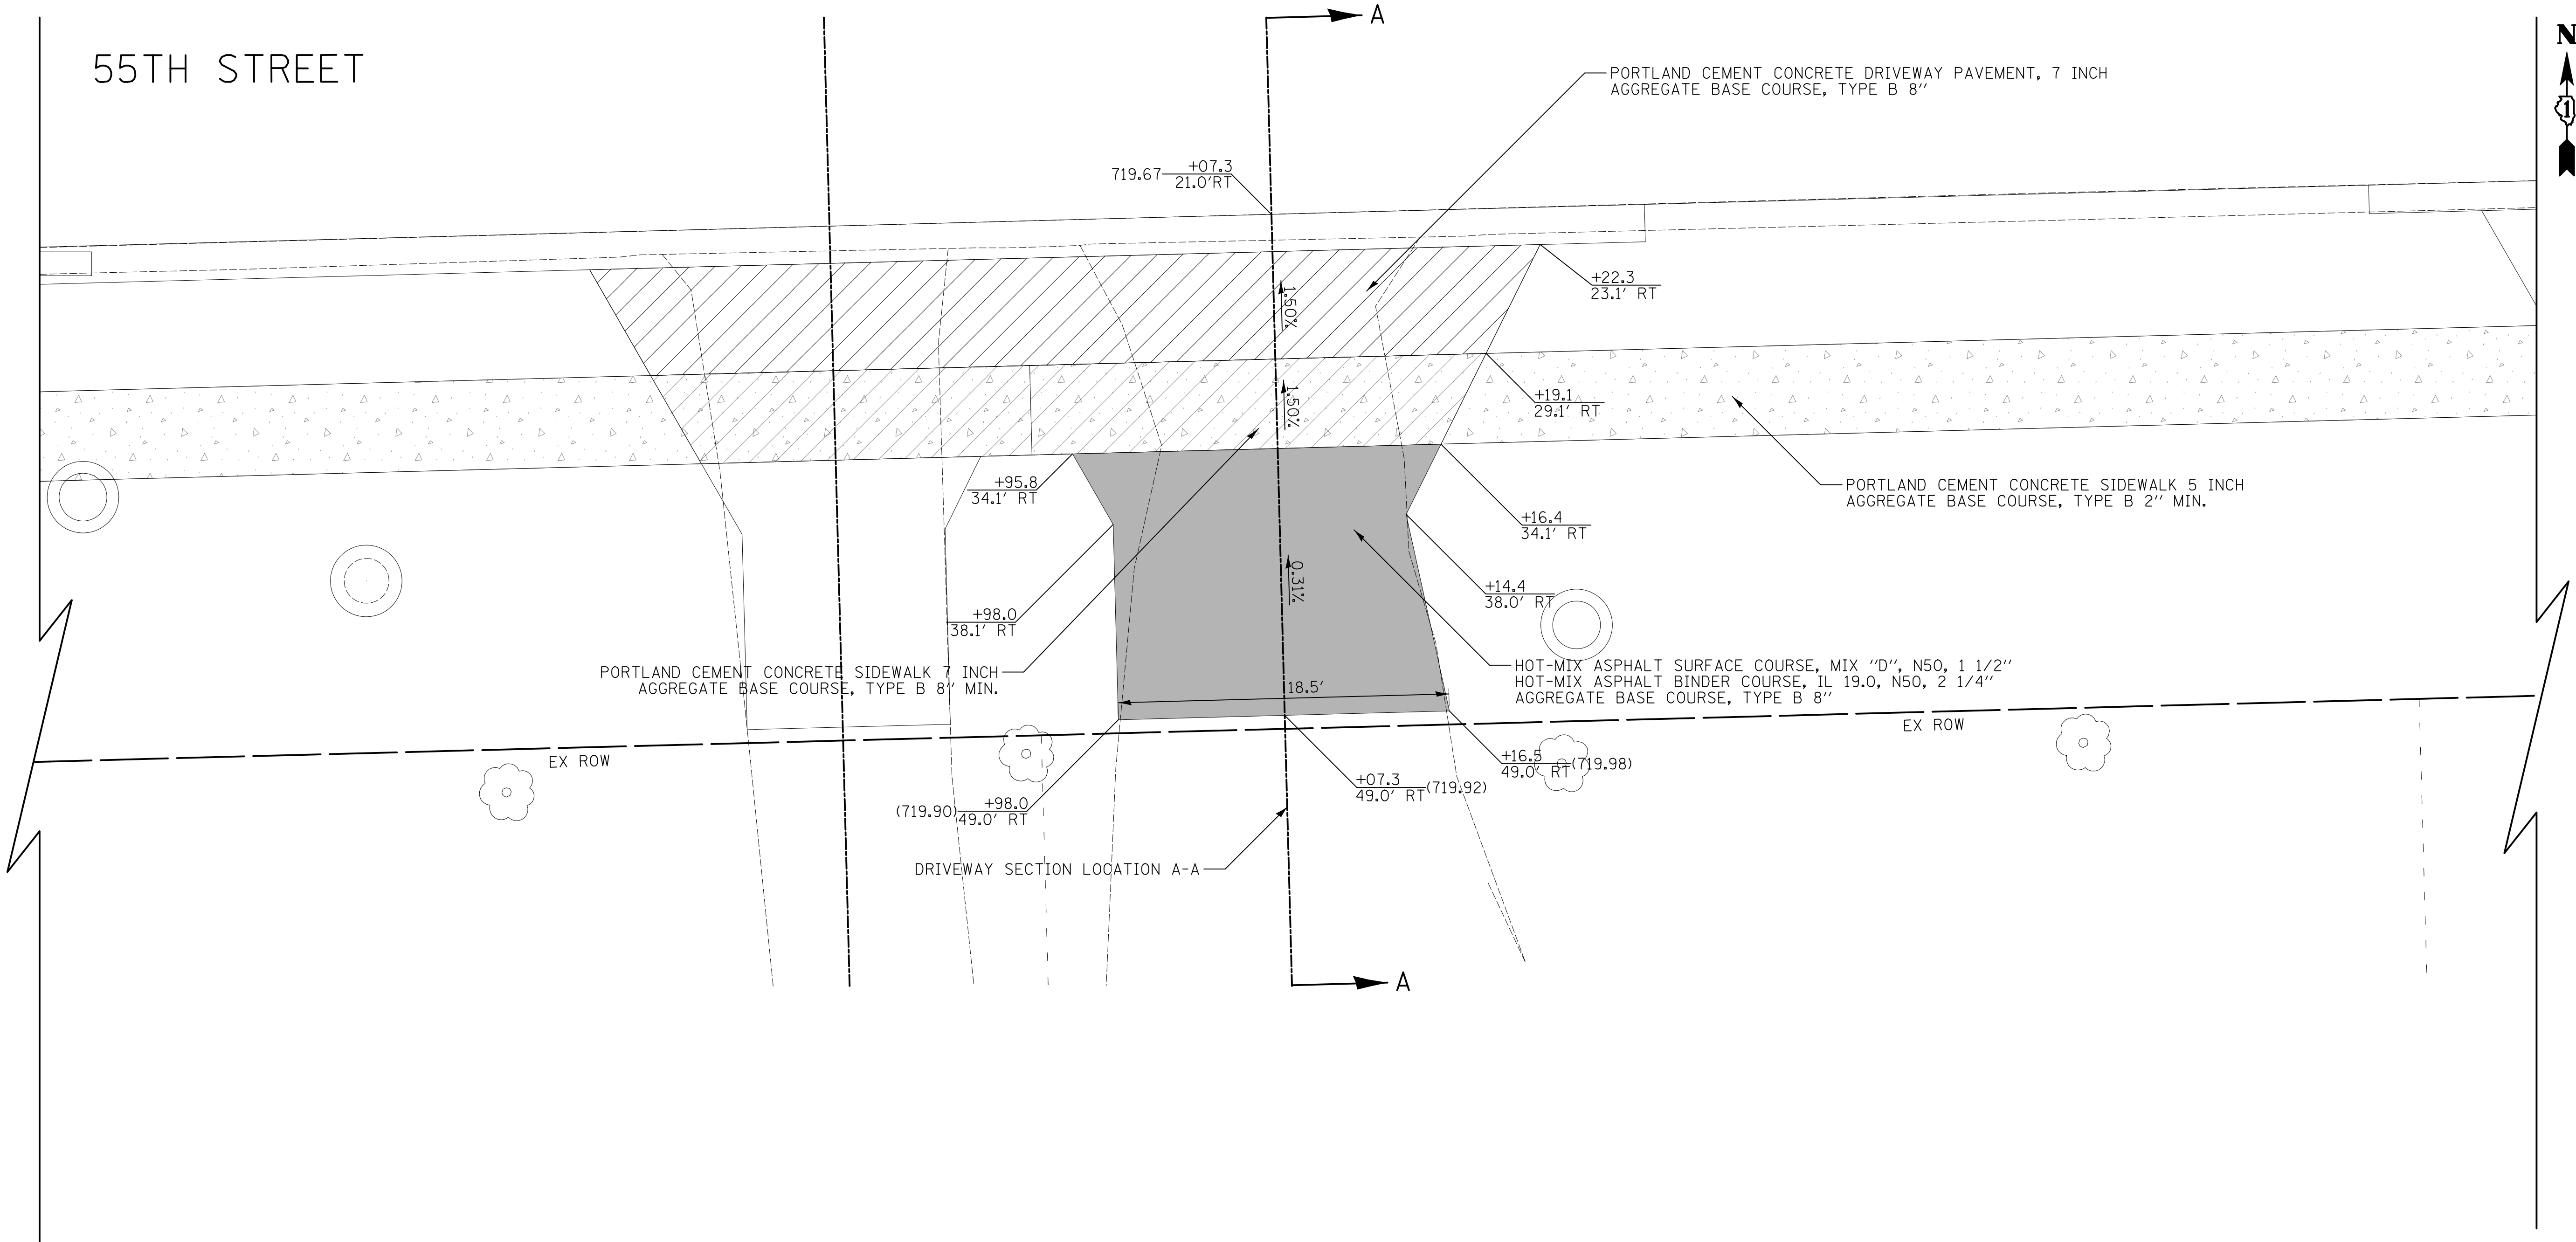 A
N
1
55TH STREET
PORTLAND CEMENT CONCRETE DRIVEWAY PAVEMENT, 7 INCH
AGGREGATE BASE COURSE, TYPE B 8"
719.67
+07.3
21.0'RT
+22.3
23.1' RT
1.50%
1.50%
+19.1
29.1' RT
+95.8
34.1' RT
PORTLAND CEMENT CONCRETE SIDEWALK 5 INCH
AGGREGATE BASE COURSE, TYPE B 2" MIN.
+16.4
34.1' RT
0.31%
+14.4
38.0' RT
+98.0
38.1' RT
PORTLAND CEMENT CONCRETE SIDEWALK 7 INCH
AGGREGATE BASE COURSE, TYPE B 8" MIN.
HOT-MIX ASPHALT SURFACE COURSE, MIX "D", N50, 1 1/2"
HOT-MIX ASPHALT BINDER COURSE, IL 19.0, N50, 2 1/4"
AGGREGATE BASE COURSE, TYPE B 8"
18.5'
EX ROW
EX ROW
+16.5
49.0' RT
(719.98)
+07.3
49.0' RT
(719.92)
(719.90)
+98.0
49.0' RT
DRIVEWAY SECTION LOCATION A-A
A